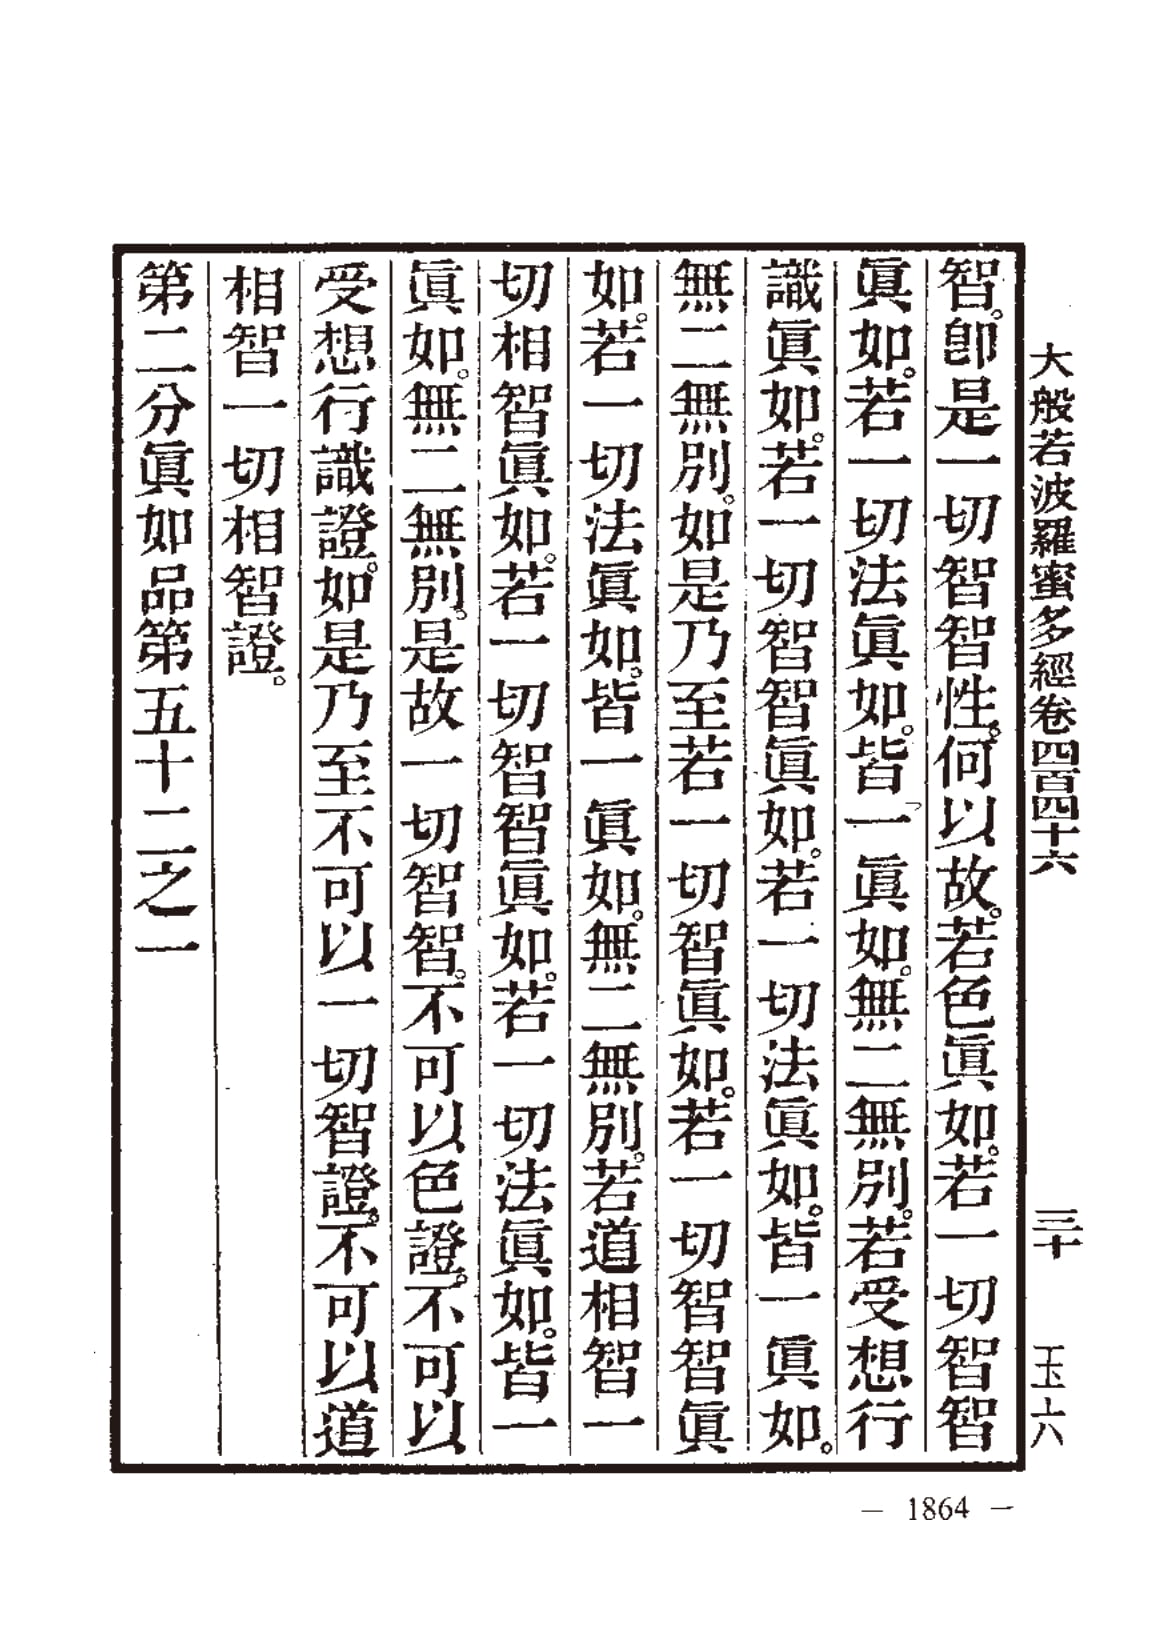 大般若波羅蜜多經卷四百四十六　三十　玉六
智。卽是一切智智性。何以故。若色眞如。若一切智智
眞如。若一切法眞如。皆一眞如。無二無別。若受想行
識眞如。若一切智智眞如。若一切法眞如。皆一眞如。
無二無別。如是乃至若一切智眞如。若一切智智眞
如。若一切法眞如。皆一眞如。無二無別。若道相智一
切相智眞如。若一切智智眞如。若一切法眞如。皆一
眞如。無二無別。是故一切智智。不可以色證。不可以
受想行識證。如是乃至不可以一切智證。不可以道
相智一切相智證。
第二分眞如品第五十二之一
— 1864 —